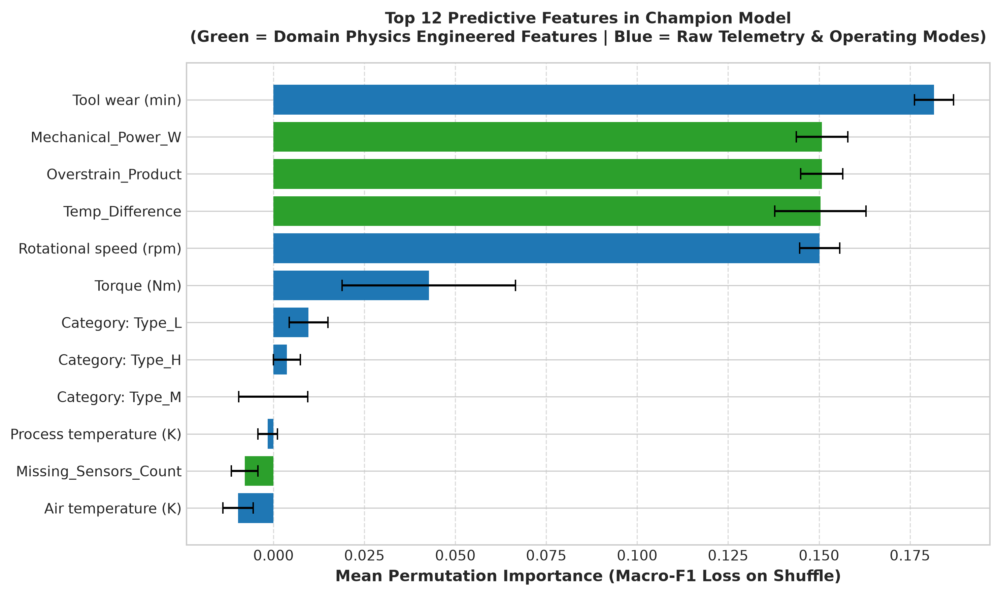 Top 12 Predictive Features in Champion Model
(Green = Domain Physics Engineered Features | Blue = Raw Telemetry & Operating Modes)
Tool wear (min)
Mechanical_Power_W
Overstrain_Product
Temp_Difference
Rotational speed (rpm)
Torque (Nm)
Category: Type_L
Category: Type_H
Category: Type_M
Process temperature (K)
Missing_Sensors_Count
Air temperature (K)
0.000 0.025 0.050 0.075 0.100 0.125 0.150 0.175
Mean Permutation Importance (Macro-F1 Loss on Shuffle)